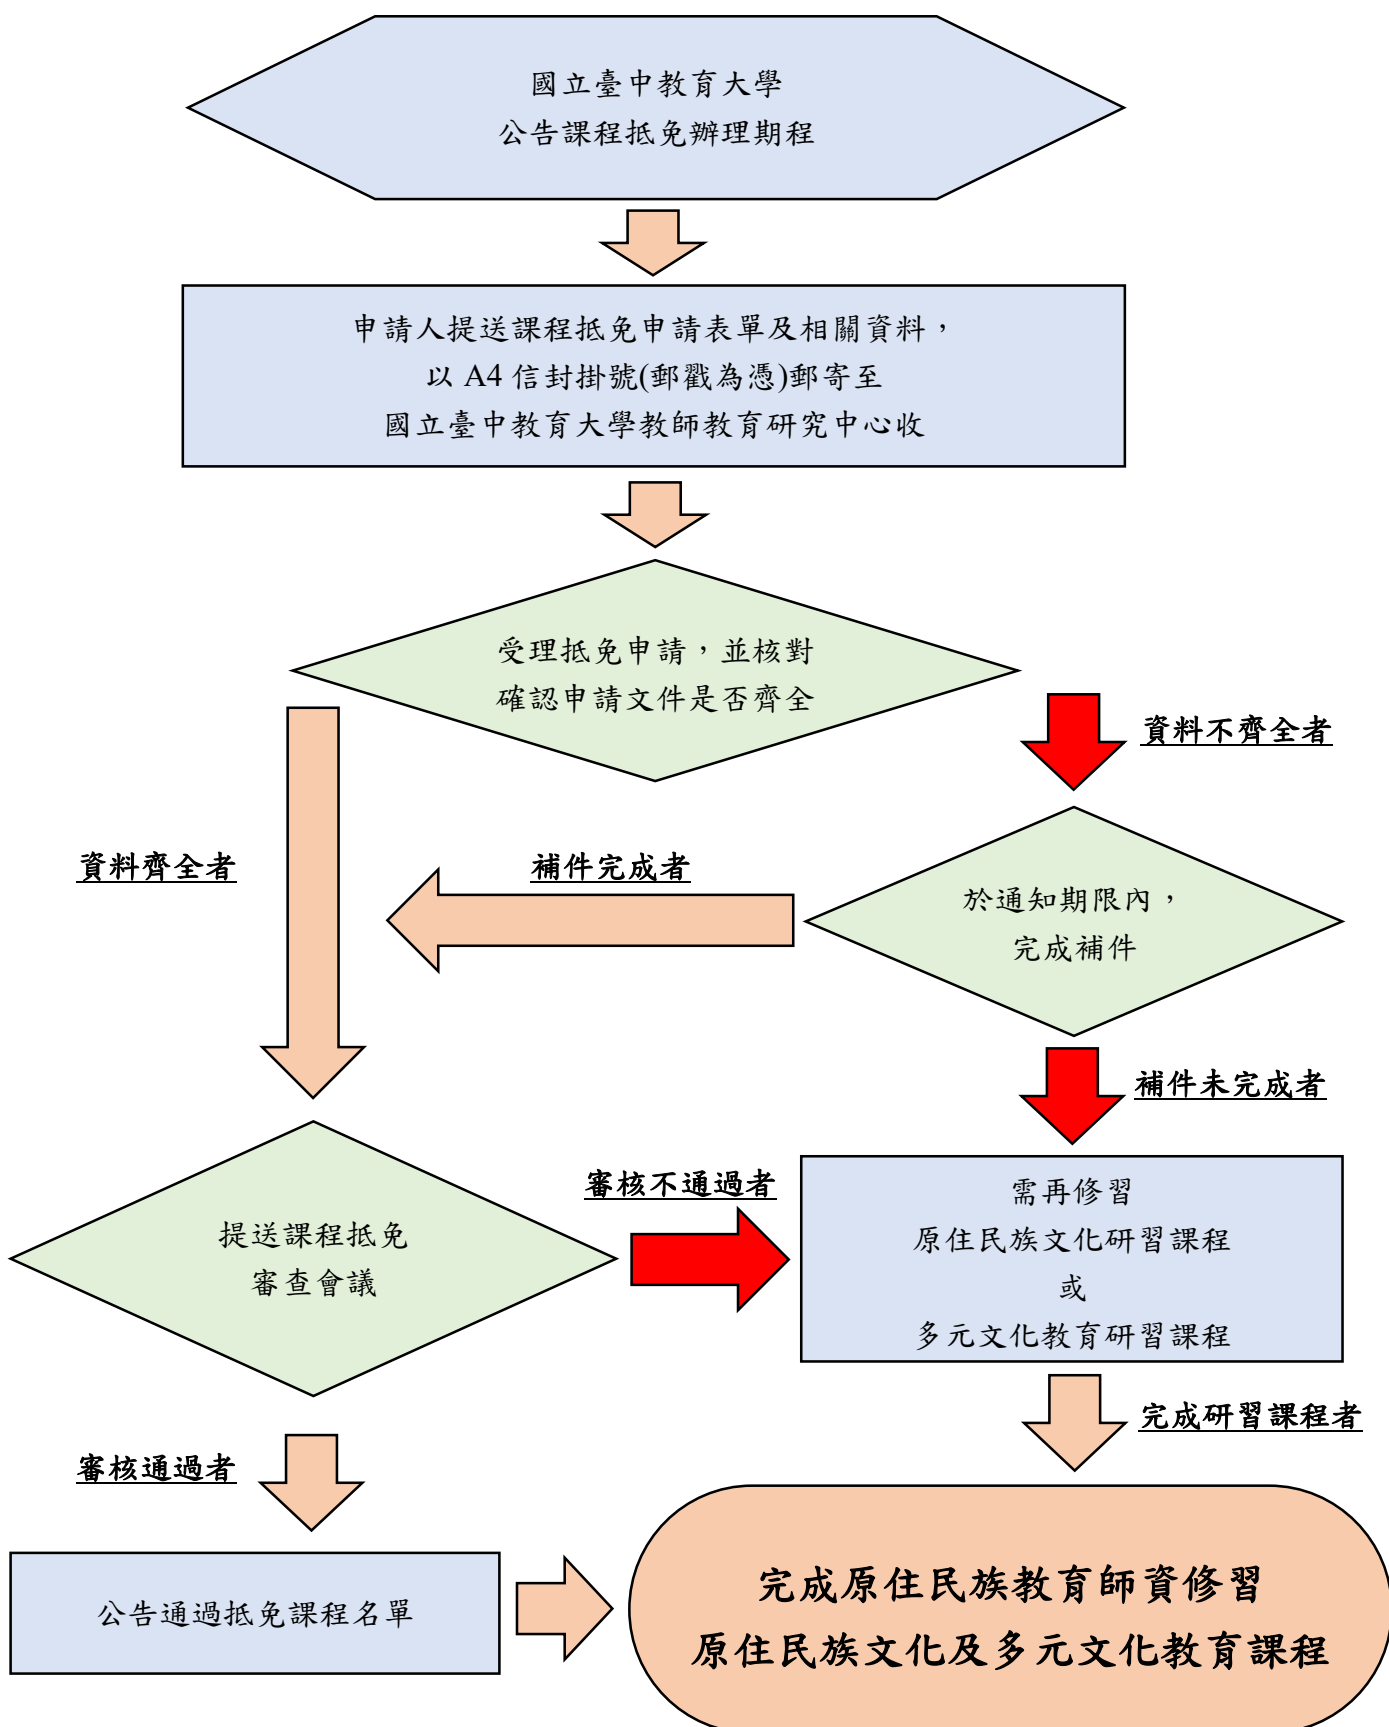 國立臺中教育大學
公告課程抵免辦理期程
申請人提送課程抵免申請表單及相關資料，
以 A4 信封掛號(郵戳為憑)郵寄至
國立臺中教育大學教師教育研究中心收
受理抵免申請，並核對
確認申請文件是否齊全
資料不齊全者
資料齊全者
補件完成者
於通知期限內，
完成補件
補件未完成者
提送課程抵免
審查會議
審核不通過者
需再修習
原住民族文化研習課程
或
多元文化教育研習課程
完成研習課程者
審核通過者
公告通過抵免課程名單
完成原住民族教育師資修習
原住民族文化及多元文化教育課程